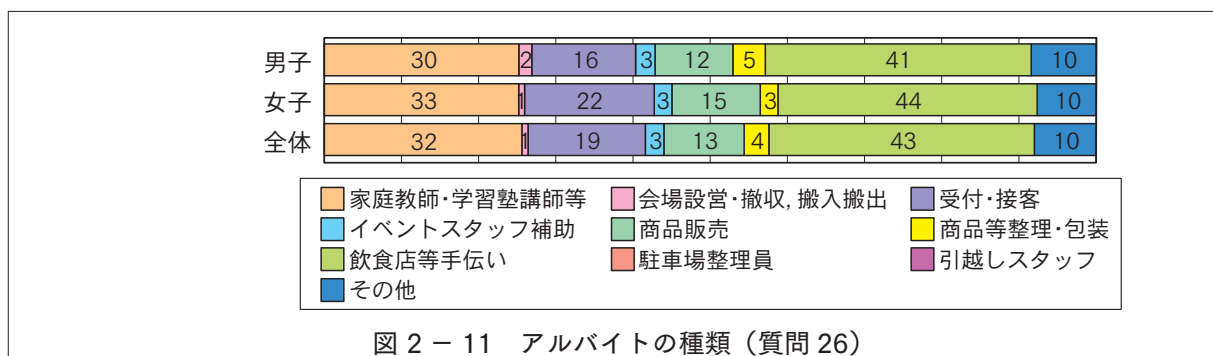 男子 30 2 16 3 12 5 41 10
女子 33 1 22 3 15 3 44 10
全体 32 1 19 3 13 4 43 10
家庭教師・学習塾講師等 会場設営・撤収, 搬入搬出 受付・接客
イベントスタッフ補助 商品販売 商品等整理・包装
飲食店等手伝い 駐車場整理員 引越しスタッフ
その他
図 2 － 11 アルバイトの種類（質問 26）